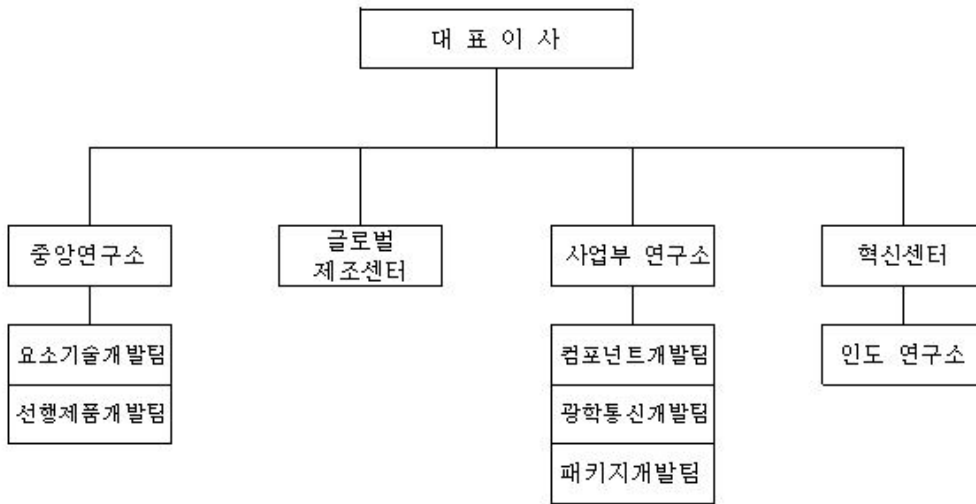 대 표 이 사
중앙연구소
글로벌
제조센터
사업부 연구소
혁신센터
요소기술개발팀
선행제품개발팀
컴포넌트개발팀
광학통신개발팀
패키지개발팀
인도 연구소